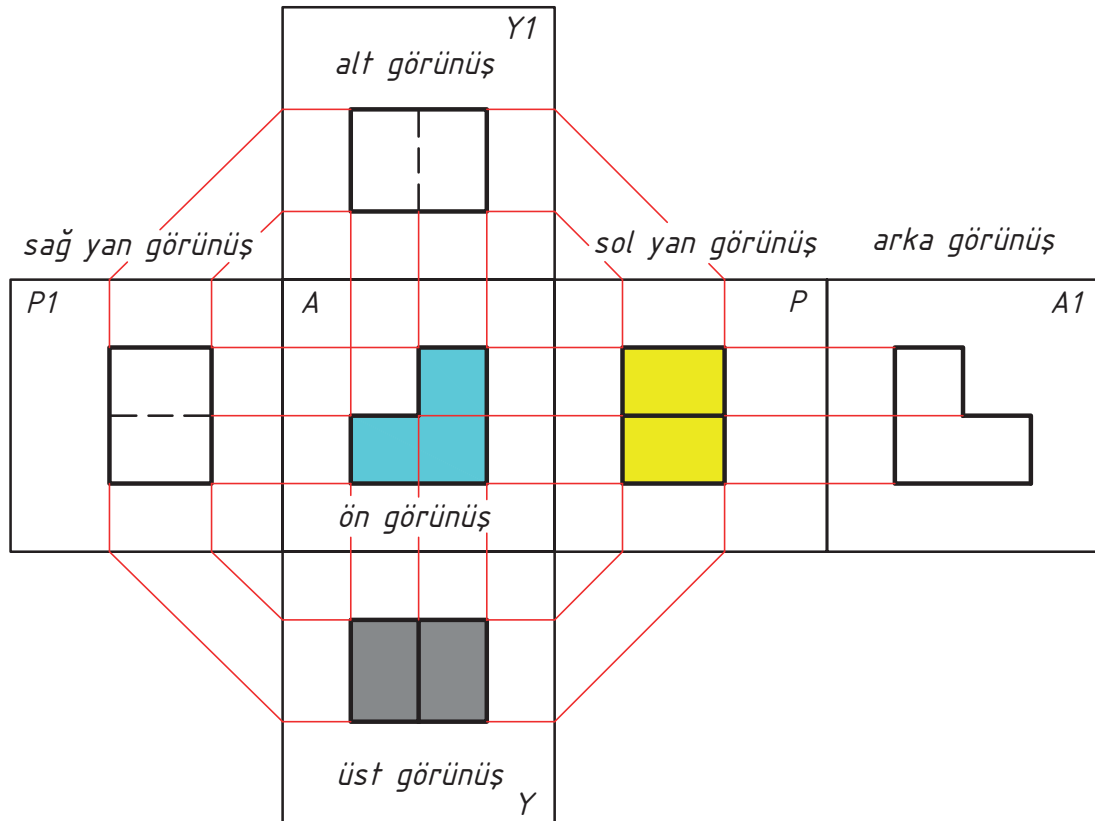 Y1
alt görünüş
sağ yan görünüş
sol yan görünüş
arka görünüş
P1
A
P
A1
ön görünüş
üst görünüş
Y